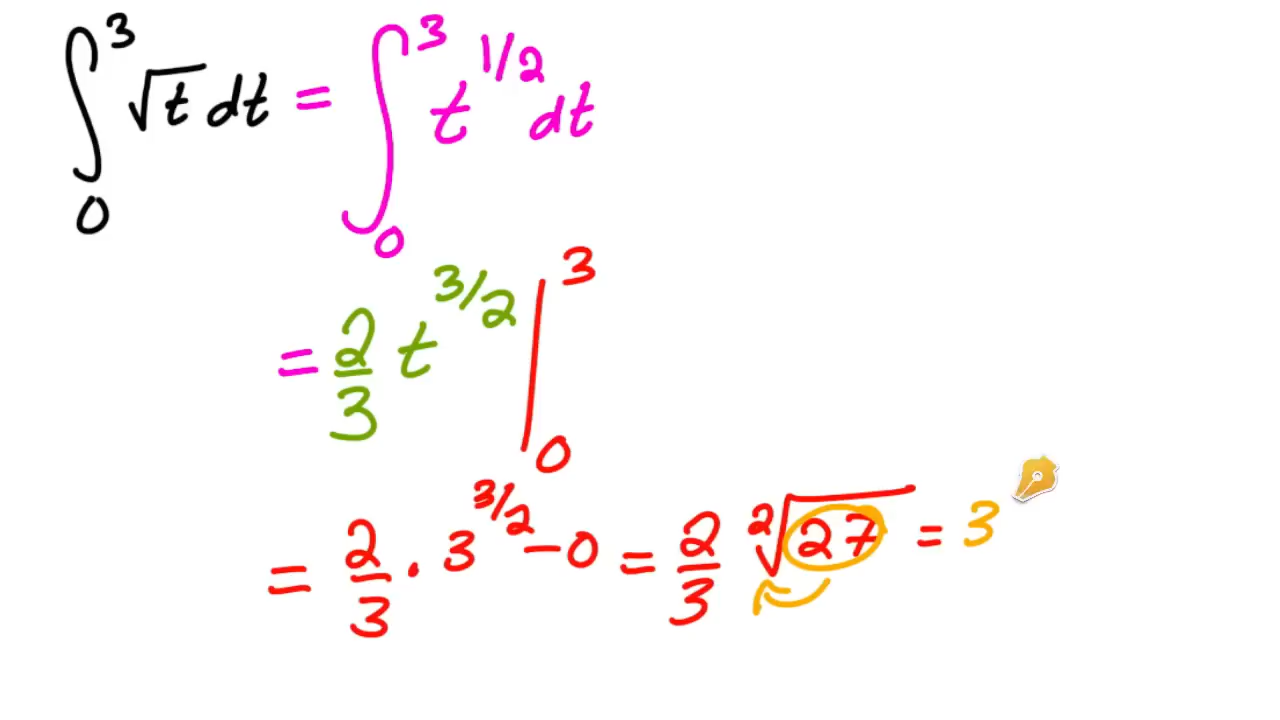 ∫₀³ √t dt = ∫₀³ t^{1/2} dt
= 2/3 t^{3/2} |₀³
= 2/3 · 3^{3/2} − 0 = 2/3 ²√27 = 3